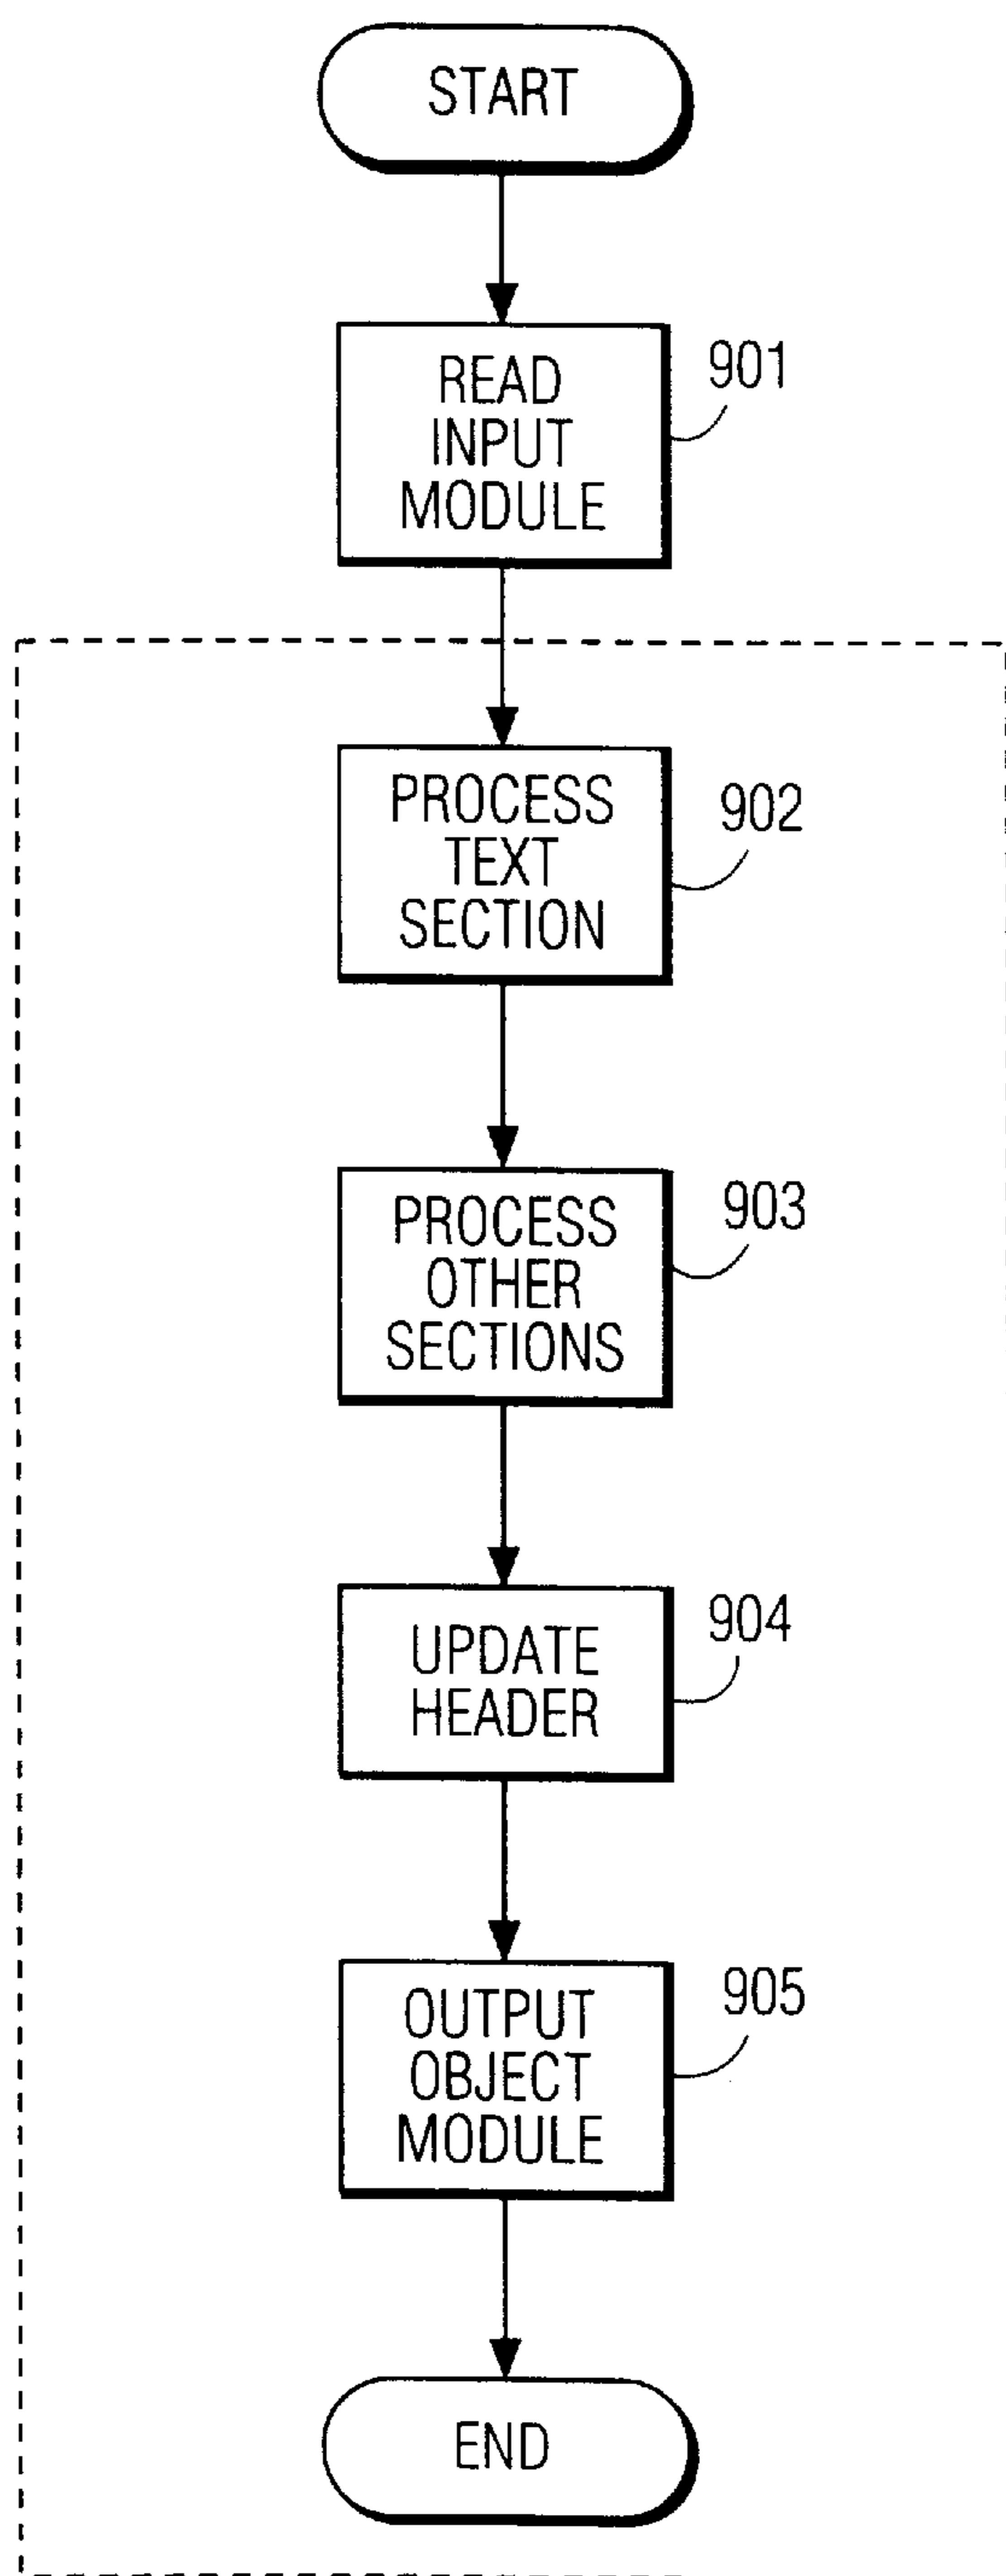 START
READ
INPUT
MODULE
901
PROCESS
TEXT
SECTION
902
PROCESS
OTHER
SECTIONS
903
UPDATE
HEADER
904
OUTPUT
OBJECT
MODULE
905
END